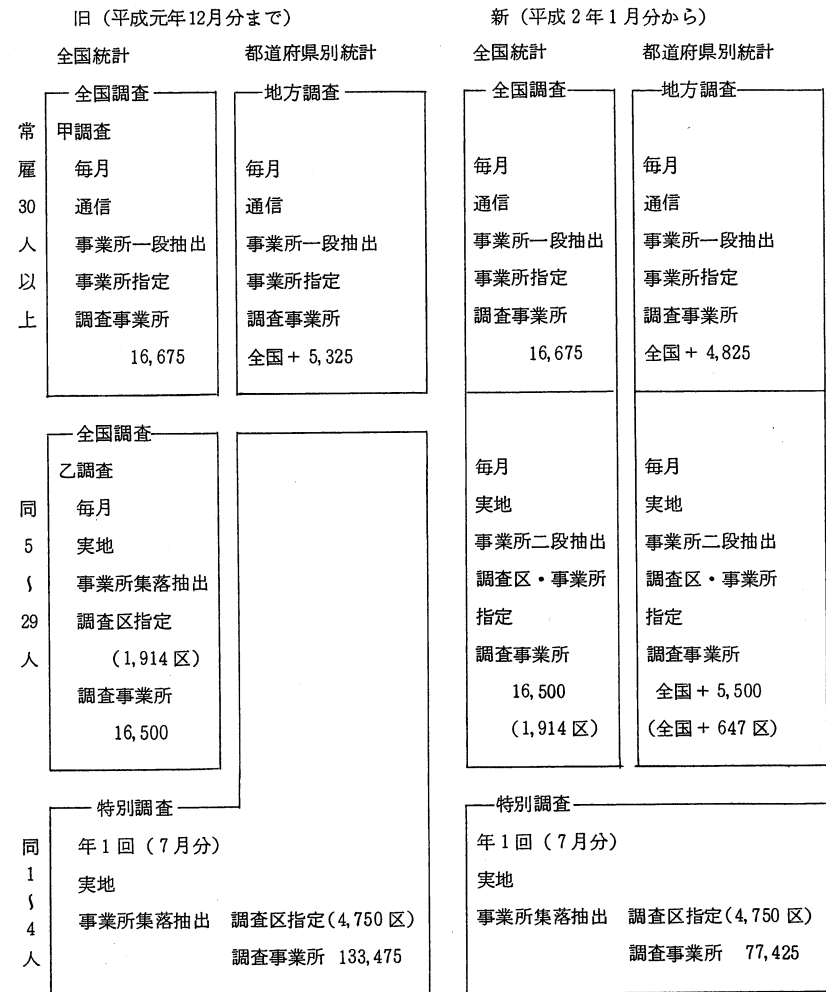 旧（平成元年12月分まで）
全国統計　都道府県別統計
全国調査　地方調査
常雇30人以上
甲調査
毎月　毎月
通信　通信
事業所一段抽出　事業所一段抽出
事業所指定　事業所指定
調査事業所　調査事業所
16,675　全国＋ 5,325
全国調査
同5～29人
乙調査
毎月
実地
事業所集落抽出
調査区指定
（1,914 区）
調査事業所
16,500
特別調査
同1～4人
年１回（７月分）
実地
事業所集落抽出　調査区指定（4,750 区）
調査事業所 133,475
新（平成２年１月分から）
全国統計　都道府県別統計
全国調査　地方調査
毎月　毎月
通信　通信
事業所一段抽出　事業所一段抽出
事業所指定　事業所指定
調査事業所　調査事業所
16,675　全国＋ 4,825
毎月　毎月
実地　実地
事業所二段抽出　事業所二段抽出
調査区・事業所　調査区・事業所
指定　指定
調査事業所　調査事業所
16,500　全国＋ 5,500
（1,914 区）　（全国＋ 647 区）
特別調査
年１回（７月分）
実地
事業所集落抽出　調査区指定（4,750 区）
調査事業所 77,425